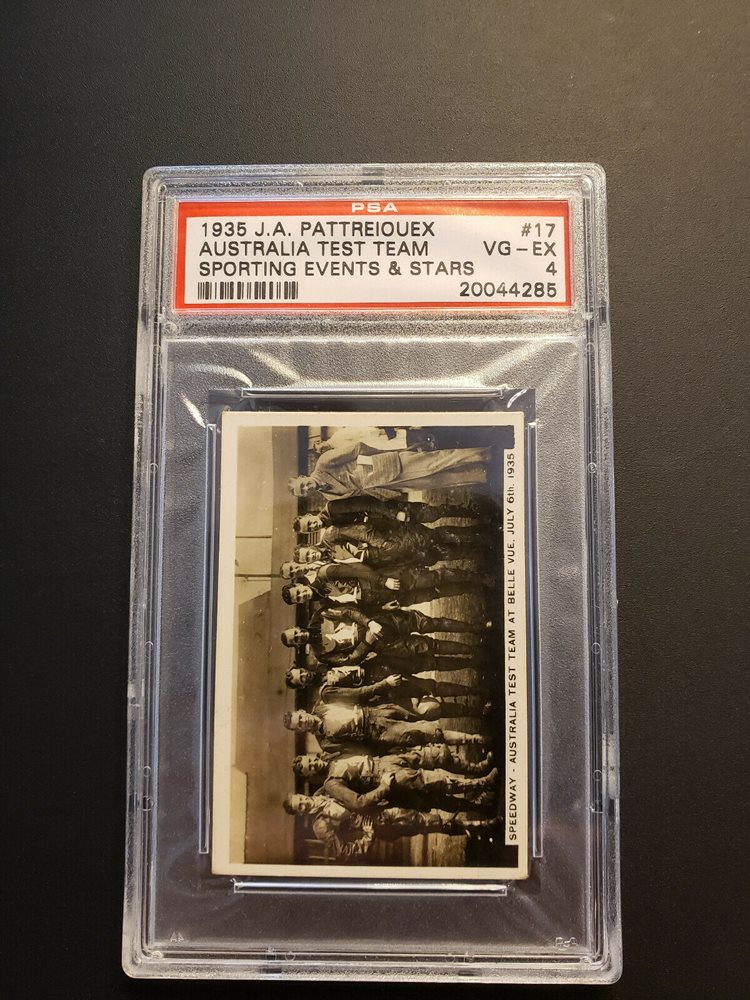 PSA
1935 J.A. PATTREIOUEX #17
AUSTRALIA TEST TEAM VG-EX
SPORTING EVENTS & STARS 4
20044285
SPEEDWAY - AUSTRALIA TEST TEAM AT BELLE VUE, JULY 6th, 1935